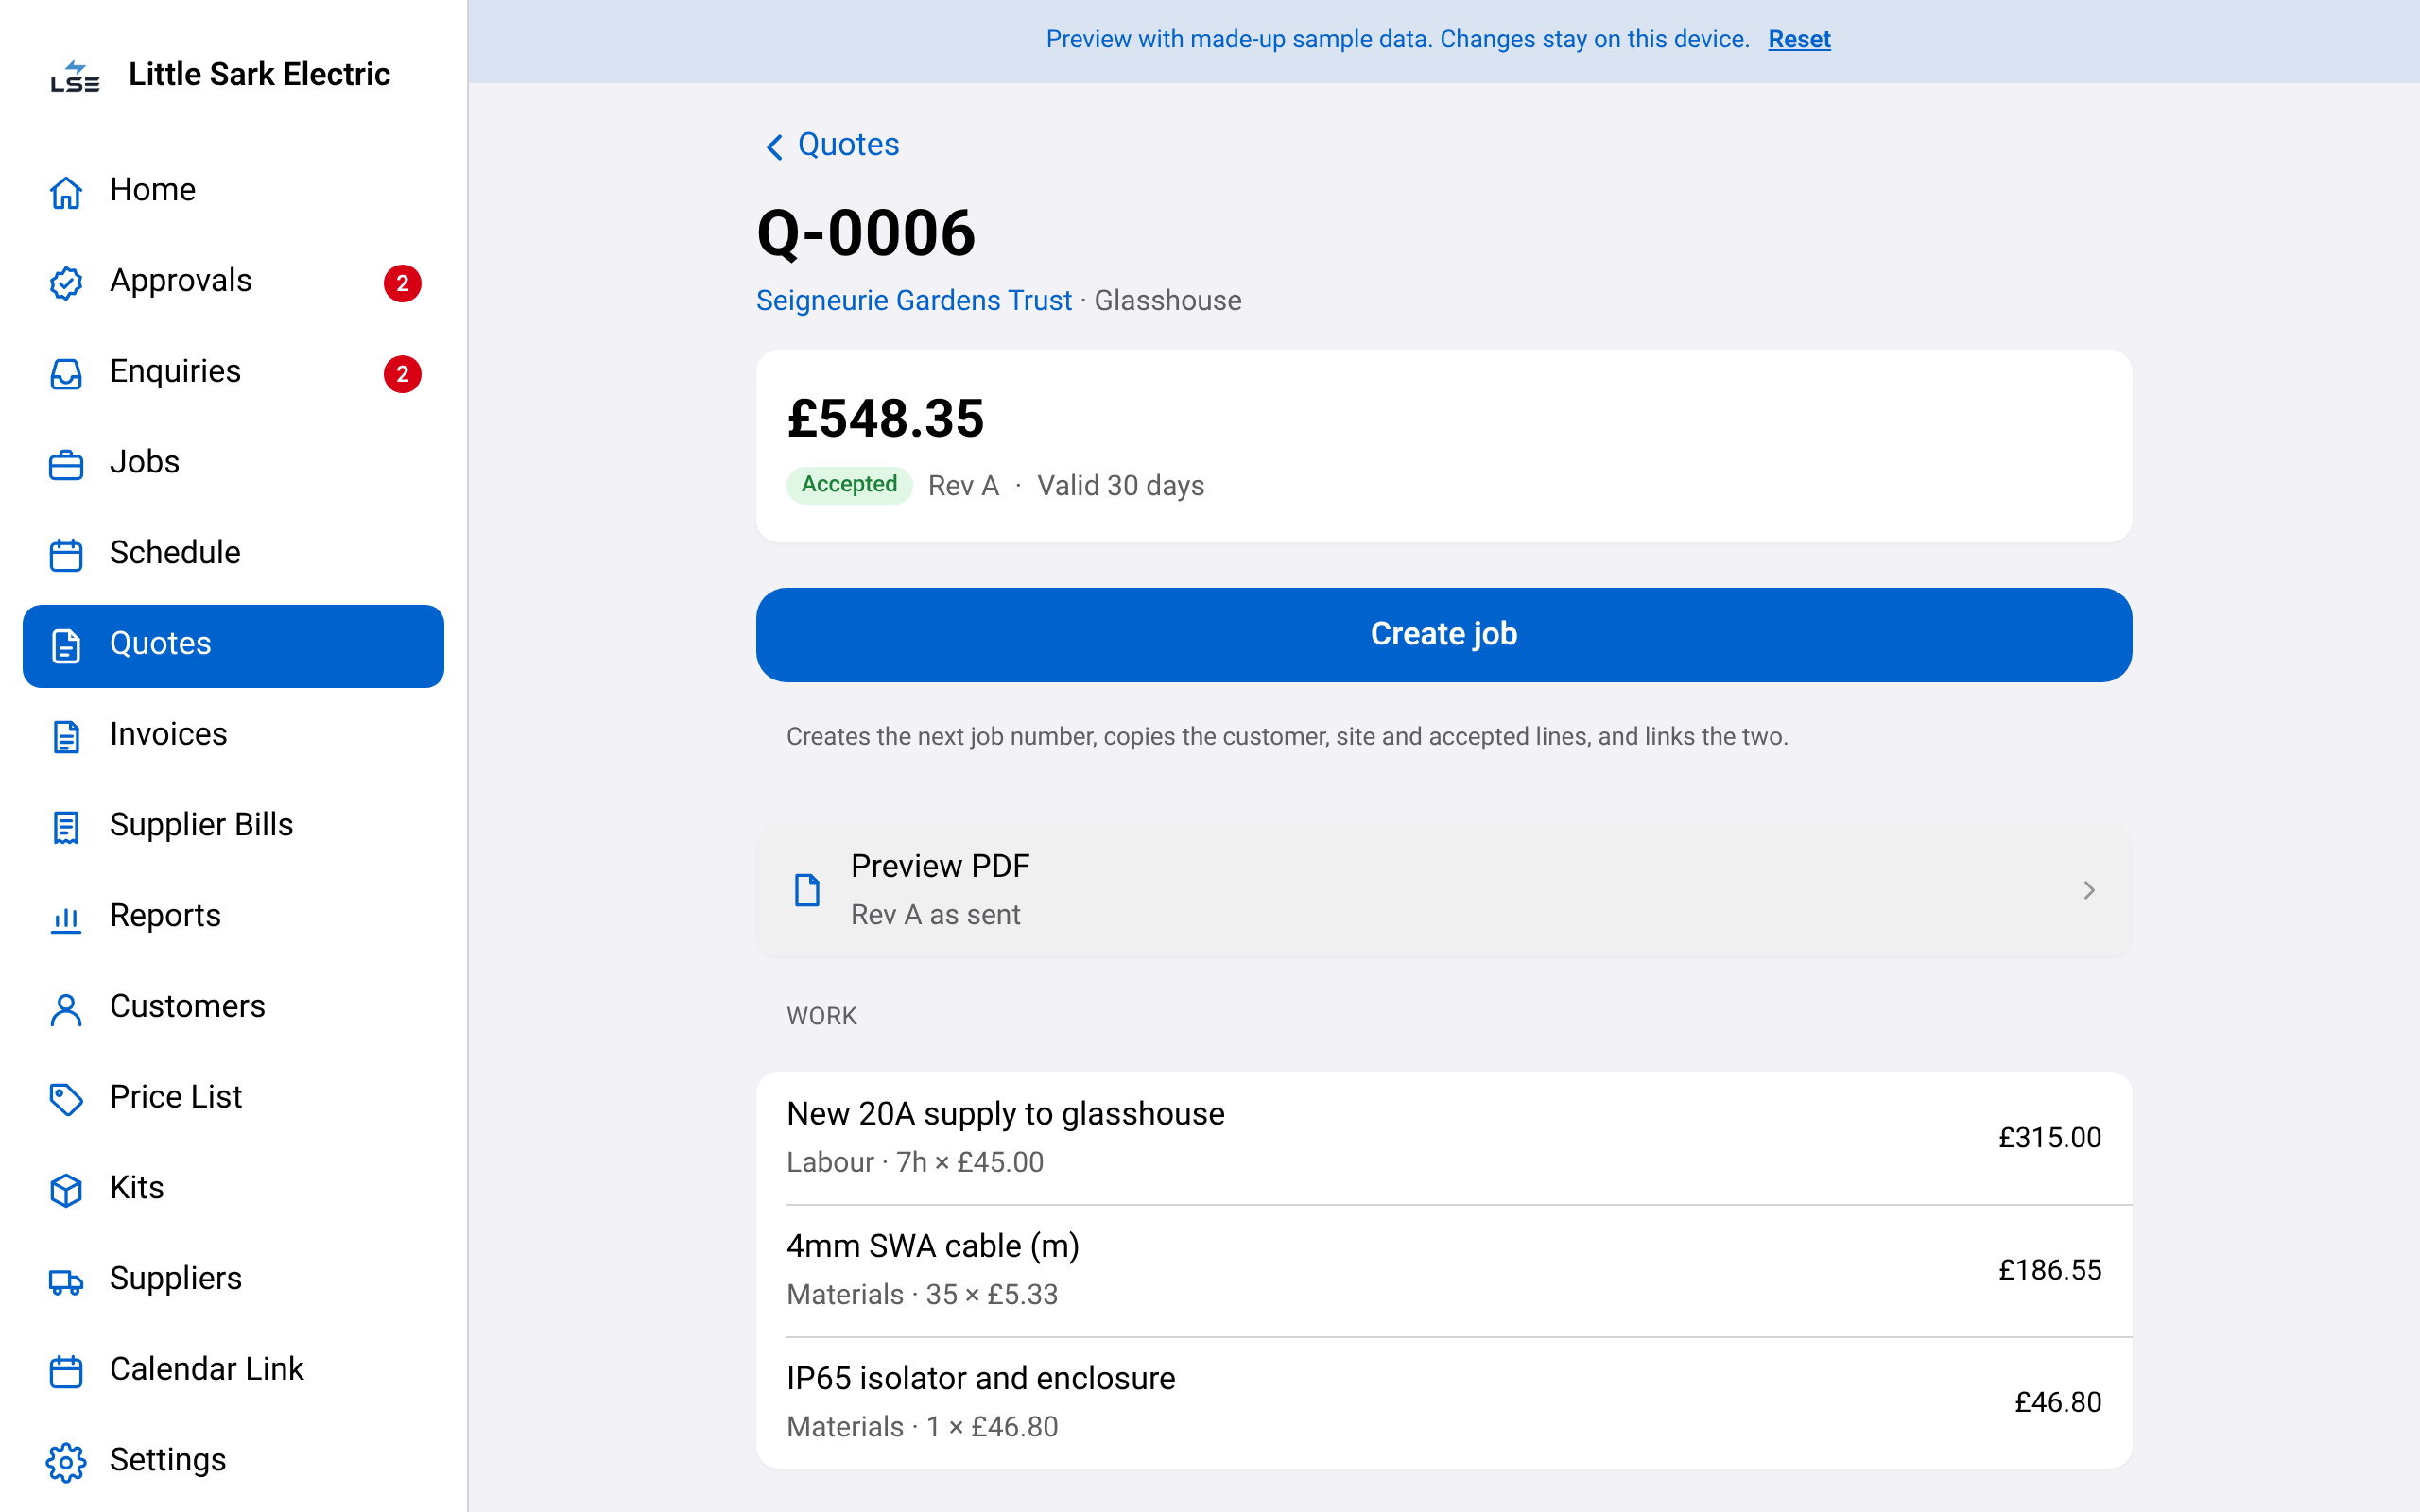 Preview with made-up sample data. Changes stay on this device. Reset
LSE Little Sark Electric
Home
Approvals 2
Enquiries 2
Jobs
Schedule
Quotes
Invoices
Supplier Bills
Reports
Customers
Price List
Kits
Suppliers
Calendar Link
Settings
Quotes
Q-0006
Seigneurie Gardens Trust · Glasshouse
£548.35
Accepted Rev A · Valid 30 days
Create job
Creates the next job number, copies the customer, site and accepted lines, and links the two.
Preview PDF
Rev A as sent
WORK
New 20A supply to glasshouse
£315.00
Labour · 7h × £45.00
4mm SWA cable (m)
£186.55
Materials · 35 × £5.33
IP65 isolator and enclosure
£46.80
Materials · 1 × £46.80